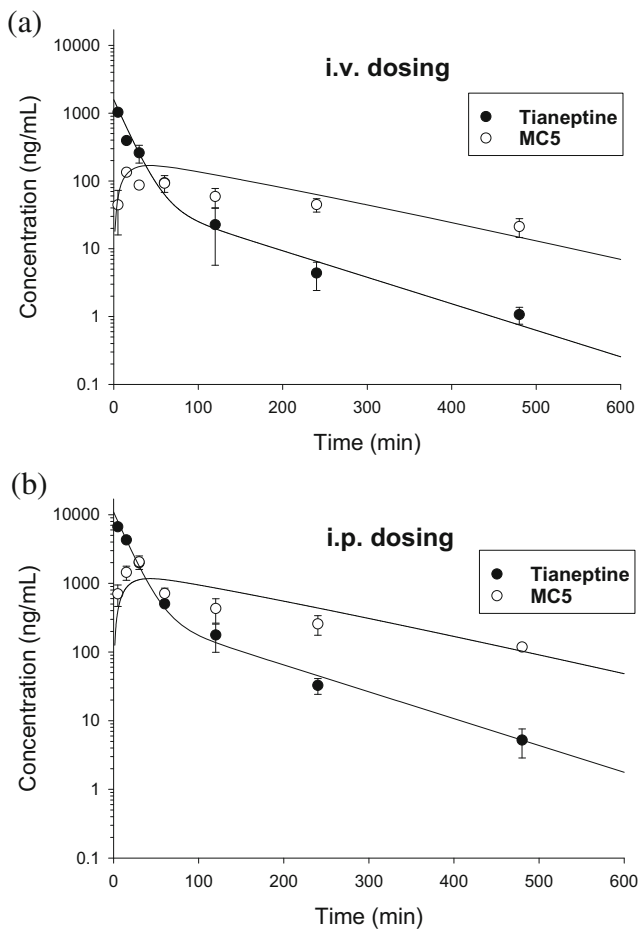 (a)
i.v. dosing
Concentration (ng/mL)
10000
1000
100
10
1
0.1
Tianeptine
MC5
0 100 200 300 400 500 600
Time (min)
(b)
i.p. dosing
Concentration (ng/mL)
10000
1000
100
10
1
0.1
Tianeptine
MC5
0 100 200 300 400 500 600
Time (min)